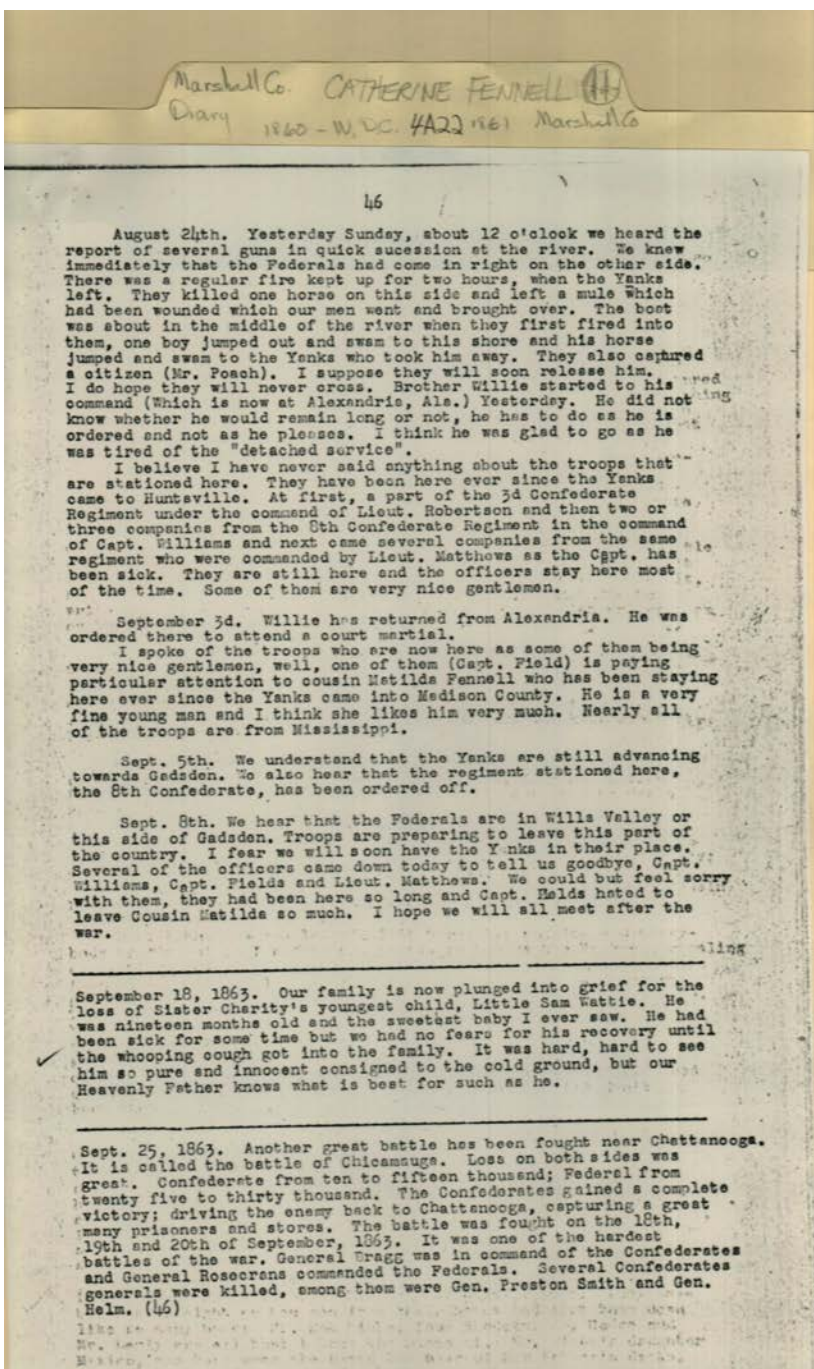 Marshall Co. CATHERINE FENNELL 11
Diary 1860 - W.D.C. 4A22 1861 Marshall Co
46
August 24th. Yesterday Sunday, about 12 o'clock we heard the
report of several guns in quick sucession at the river. We knew
immediately that the Federals had come in right on the other side.
There was a regular fire kept up for two hours, when the Yanks
left. They killed one horse on this side and left a mule which
had been wounded which our men went and brought over. The boat
was about in the middle of the river when they first fired into
them, one boy jumped out and swam to this shore and his horse
jumped and swam to the Yanks who took him away. They also captured
a citizen (Mr. Poach). I suppose they will soon release him.
I do hope they will never cross. Brother Willie started to his
command (Which is now at Alexandria, Ala.) Yesterday. He did not
know whether he would remain long or not, he has to do as he is
ordered and not as he pleases. I think he was glad to go as he
was tired of the "detached service".
I believe I have never said anything about the troops that
are stationed here. They have been here ever since the Yanks
came to Huntsville. At first, a part of the 3d Confederate
Regiment under the command of Lieut. Robertson and then two or
three companies from the 8th Confederate Regiment in the command
of Capt. Williams and next came several companies from the same
regiment who were commanded by Lieut. Matthews as the Capt. has
been sick. They are still here and the officers stay here most
of the time. Some of them are very nice gentlemen.
September 3d. Willie has returned from Alexandria. He was
ordered there to attend a court martial.
I spoke of the troops who are now here as some of them being
very nice gentlemen, well, one of them (Capt. Field) is paying
particular attention to cousin Matilda Fennell who has been staying
here ever since the Yanks came into Madison County. He is a very
fine young man and I think she likes him very much. Nearly all
of the troops are from Mississippi.
Sept. 5th. We understand that the Yanks are still advancing
towards Gadsden. We also hear that the regiment stationed here,
the 8th Confederate, has been ordered off.
Sept. 8th. We hear that the Federals are in Wills Valley or
this side of Gadsden. Troops are preparing to leave this part of
the country. I fear we will soon have the Y nks in their place.
Several of the officers came down today to tell us goodbye, Capt.
Williams, Capt. Fields and Lieut. Matthews. We could but feel sorry
with them, they had been here so long and Capt. Fields hated to
leave Cousin Matilda so much. I hope we will all meet after the
war.
September 18, 1863. Our family is now plunged into grief for the
loss of Sister Charity's youngest child, Little Sam Wattie. He
was nineteen months old and the sweetest baby I ever saw. He had
been sick for some time but we had no fears for his recovery until
the whooping cough got into the family. It was hard, hard to see
him so pure and innocent consigned to the cold ground, but our
Heavenly Father knows what is best for such as he.
Sept. 25, 1863. Another great battle has been fought near Chattanooga.
It is called the battle of Chicamauga. Loss on both sides was
great. Confederate from ten to fifteen thousand; Federal from
twenty five to thirty thousand. The Confederates gained a complete
victory; driving the enemy back to Chattanooga, capturing a great
many prisoners and stores. The battle was fought on the 18th,
19th and 20th of September, 1863. It was one of the hardest
battles of the war. General Bragg was in command of the Confederates
and General Rosecrans commanded the Federals. Several Confederates
generals were killed, among them were Gen. Preston Smith and Gen.
Helm. (46)